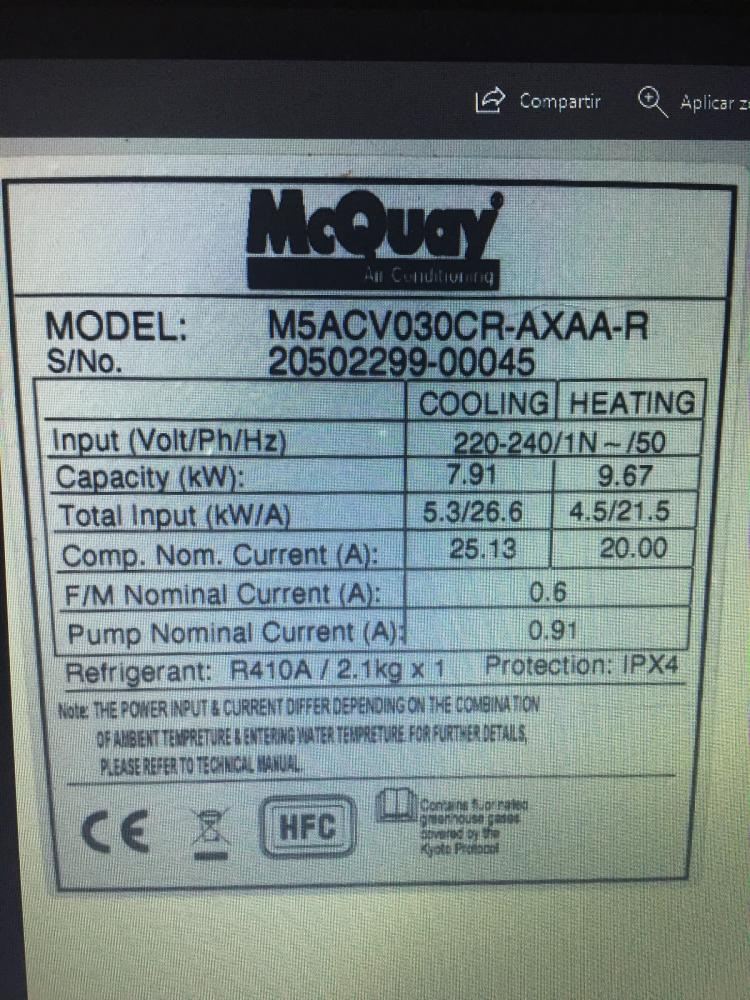 Compartir
Aplicar
McQuay
Air Conditioning
MODEL: M5ACV030CR-AXAA-R
S/No. 20502299-00045
COOLING HEATING
Input (Volt/Ph/Hz) 220-240/1N~/50
Capacity (kW): 7.91 9.67
Total Input (kW/A) 5.3/26.6 4.5/21.5
Comp. Nom. Current (A): 25.13 20.00
F/M Nominal Current (A): 0.6
Pump Nominal Current (A): 0.91
Refrigerant: R410A / 2.1kg x 1 Protection: IPX4
Note: THE POWER INPUT & CURRENT DIFFER DEPENDING ON THE COMBINATION
OF AMBIENT TEMPRETURE & ENTERING WATER TEMPRETURE. FOR FURTHER DETAILS,
PLEASE REFER TO TECHNICAL MANUAL.
CE
HFC
Contains fluorinated
greenhouse gases
covered by the
Kyoto Protocol